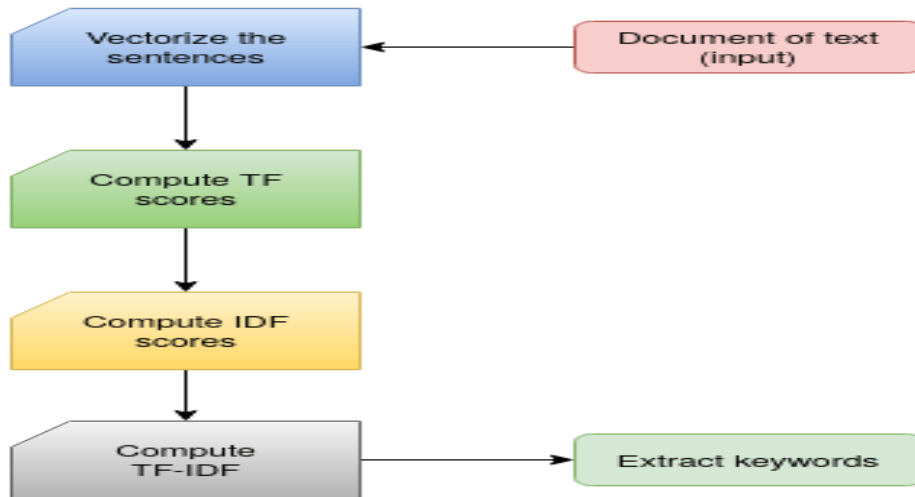 Vectorize the
sentences
Document of text
(input)
Compute TF
scores
Compute IDF
scores
Compute
TF-IDF
Extract keywords